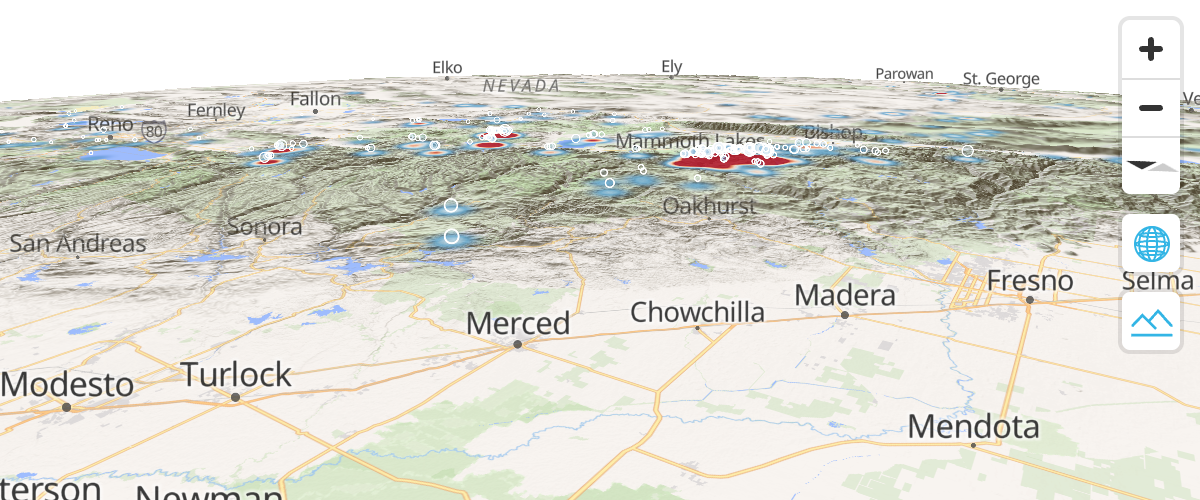 Elko
Ely
NEVADA
Parowan
St. George
Ve
Fernley
Fallon
Reno
80
Mammoth Lakes
Bishop
San Andreas
Sonora
Oakhurst
Merced
Chowchilla
Madera
Fresno
Selma
Modesto
Turlock
Mendota
terson
Newman